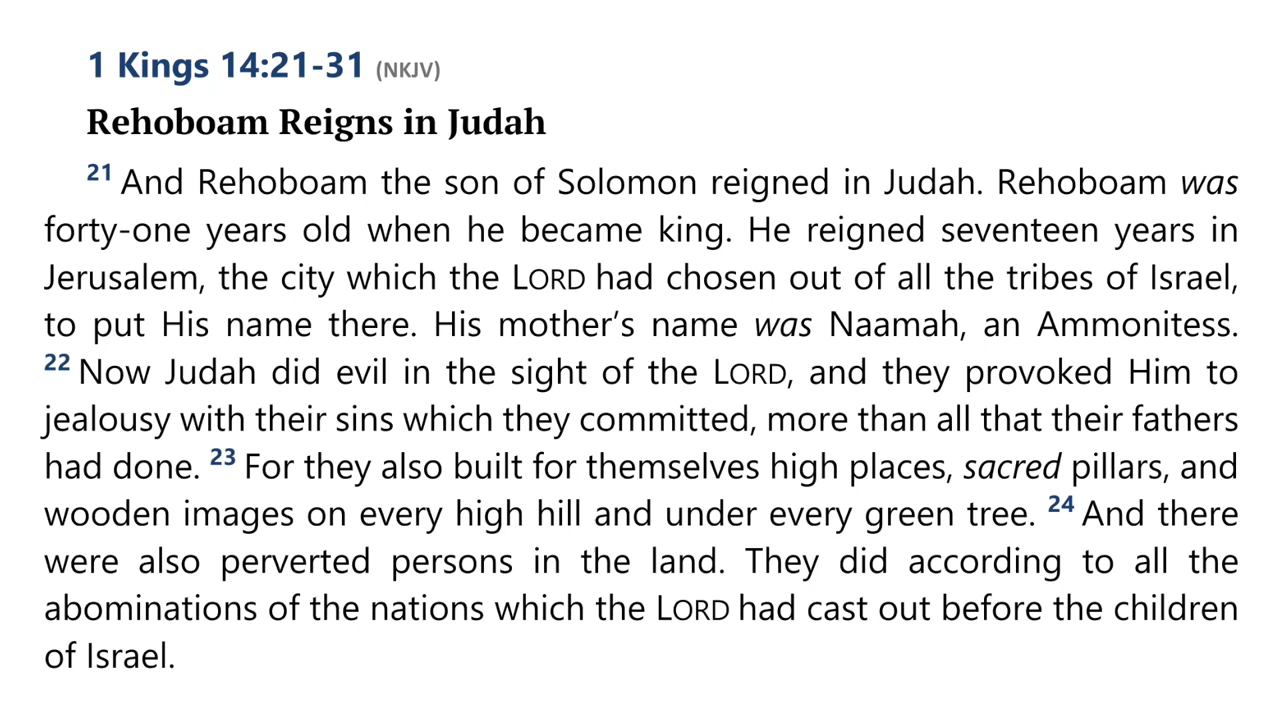 1 Kings 14:21-31 (NKJV)
Rehoboam Reigns in Judah
21 And Rehoboam the son of Solomon reigned in Judah. Rehoboam was
forty-one years old when he became king. He reigned seventeen years in
Jerusalem, the city which the LORD had chosen out of all the tribes of Israel,
to put His name there. His mother’s name was Naamah, an Ammonitess.
22 Now Judah did evil in the sight of the LORD, and they provoked Him to
jealousy with their sins which they committed, more than all that their fathers
had done. 23 For they also built for themselves high places, sacred pillars, and
wooden images on every high hill and under every green tree. 24 And there
were also perverted persons in the land. They did according to all the
abominations of the nations which the LORD had cast out before the children
of Israel.